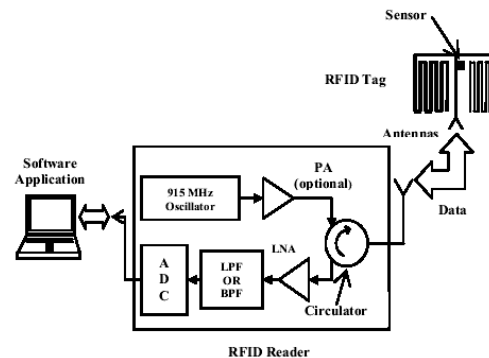 Sensor
RFID Tag
Antennas
Software
Application
915 MHz
Oscillator
PA
(optional)
Data
A
D
C
LPF
OR
BPF
LNA
Circulator
RFID Reader